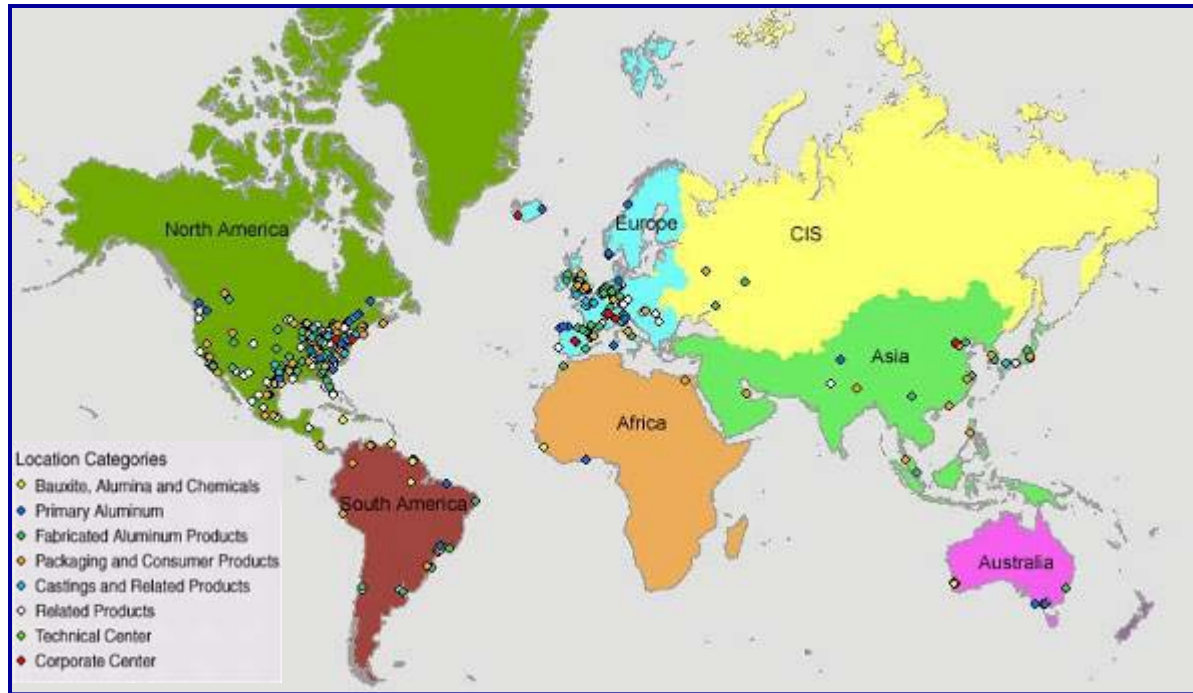 North America
Europe
CIS
Asia
Africa
South America
Australia
Location Categories
Bauxite, Alumina and Chemicals
Primary Aluminum
Fabricated Aluminum Products
Packaging and Consumer Products
Castings and Related Products
Related Products
Technical Center
Corporate Center